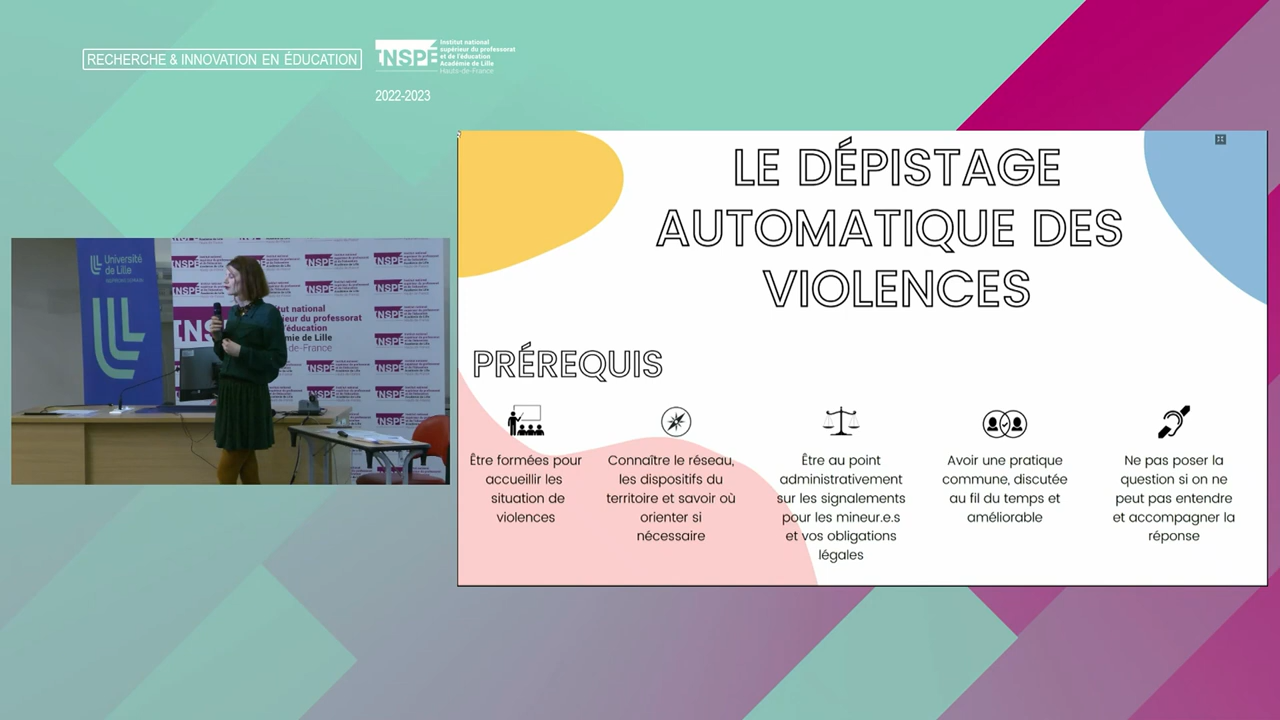 RECHERCHE & INNOVATION EN ÉDUCATION
INSPÉ
Institut national
supérieur du professorat
et de l'éducation
Académie de Lille
Hauts-de-France
2022-2023
LE DÉPISTAGE
AUTOMATIQUE DES
VIOLENCES
PRÉREQUIS
Être formées pour
accueillir les
situation de
violences
Connaître le réseau,
les dispositifs du
territoire et savoir où
orienter si
nécessaire
Être au point
administrativement
sur les signalements
pour les mineur.e.s
et vos obligations
légales
Avoir une pratique
commune, discutée
au fil du temps et
améliorable
Ne pas poser la
question si on ne
peut pas entendre
et accompagner la
réponse
Université
de Lille
INSPÉ